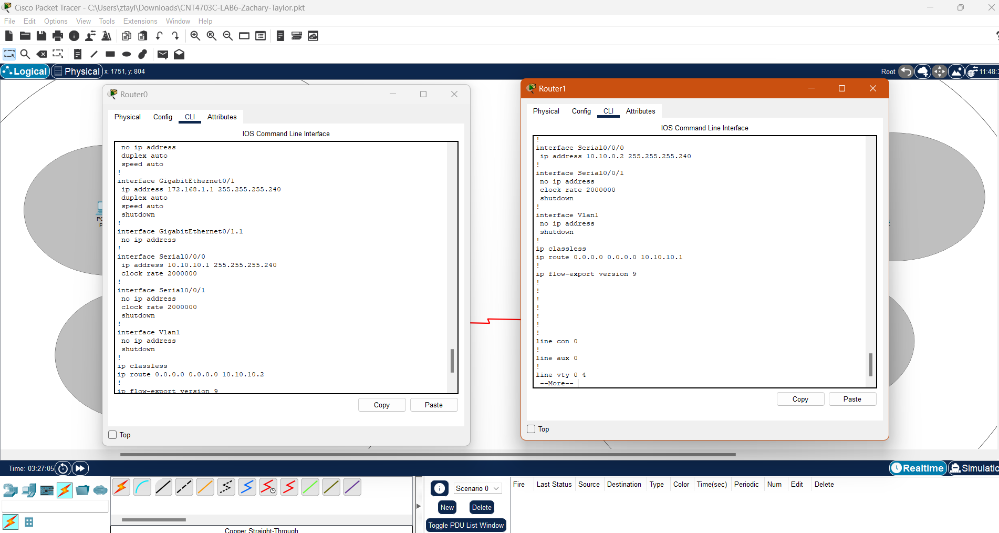 Cisco Packet Tracer - C:\Users\ztayl\Downloads\CNT4703C-LAB6-Zachary-Taylor.pkt
File Edit Options View Tools Extensions Window Help
Logical Physical x: 1751, y: 804 Root 11:48:
Router0
Physical Config CLI Attributes
IOS Command Line Interface
no ip address
duplex auto
speed auto
!
interface GigabitEthernet0/1
ip address 172.168.1.1 255.255.255.240
duplex auto
speed auto
shutdown
!
interface GigabitEthernet0/1.1
no ip address
!
interface Serial0/0/0
ip address 10.10.10.1 255.255.255.240
clock rate 2000000
!
interface Serial0/0/1
no ip address
clock rate 2000000
shutdown
!
interface Vlan1
no ip address
shutdown
!
ip classless
ip route 0.0.0.0 0.0.0.0 10.10.10.2
!
ip flow-export version 9
Copy Paste
Top
Router1
Physical Config CLI Attributes
IOS Command Line Interface
!
interface Serial0/0/0
ip address 10.10.0.2 255.255.255.240
!
interface Serial0/0/1
no ip address
clock rate 2000000
shutdown
!
interface Vlan1
no ip address
shutdown
!
ip classless
ip route 0.0.0.0 0.0.0.0 10.10.10.1
!
ip flow-export version 9
!
!
!
!
!
!
!
line con 0
!
line aux 0
!
line vty 0 4
--More--
Copy Paste
Top
Time: 03:27:05 Realtime Simulatio
Scenario 0
New Delete
Toggle PDU List Window
Fire Last Status Source Destination Type Color Time(sec) Periodic Num Edit Delete
Copper Straight-Through